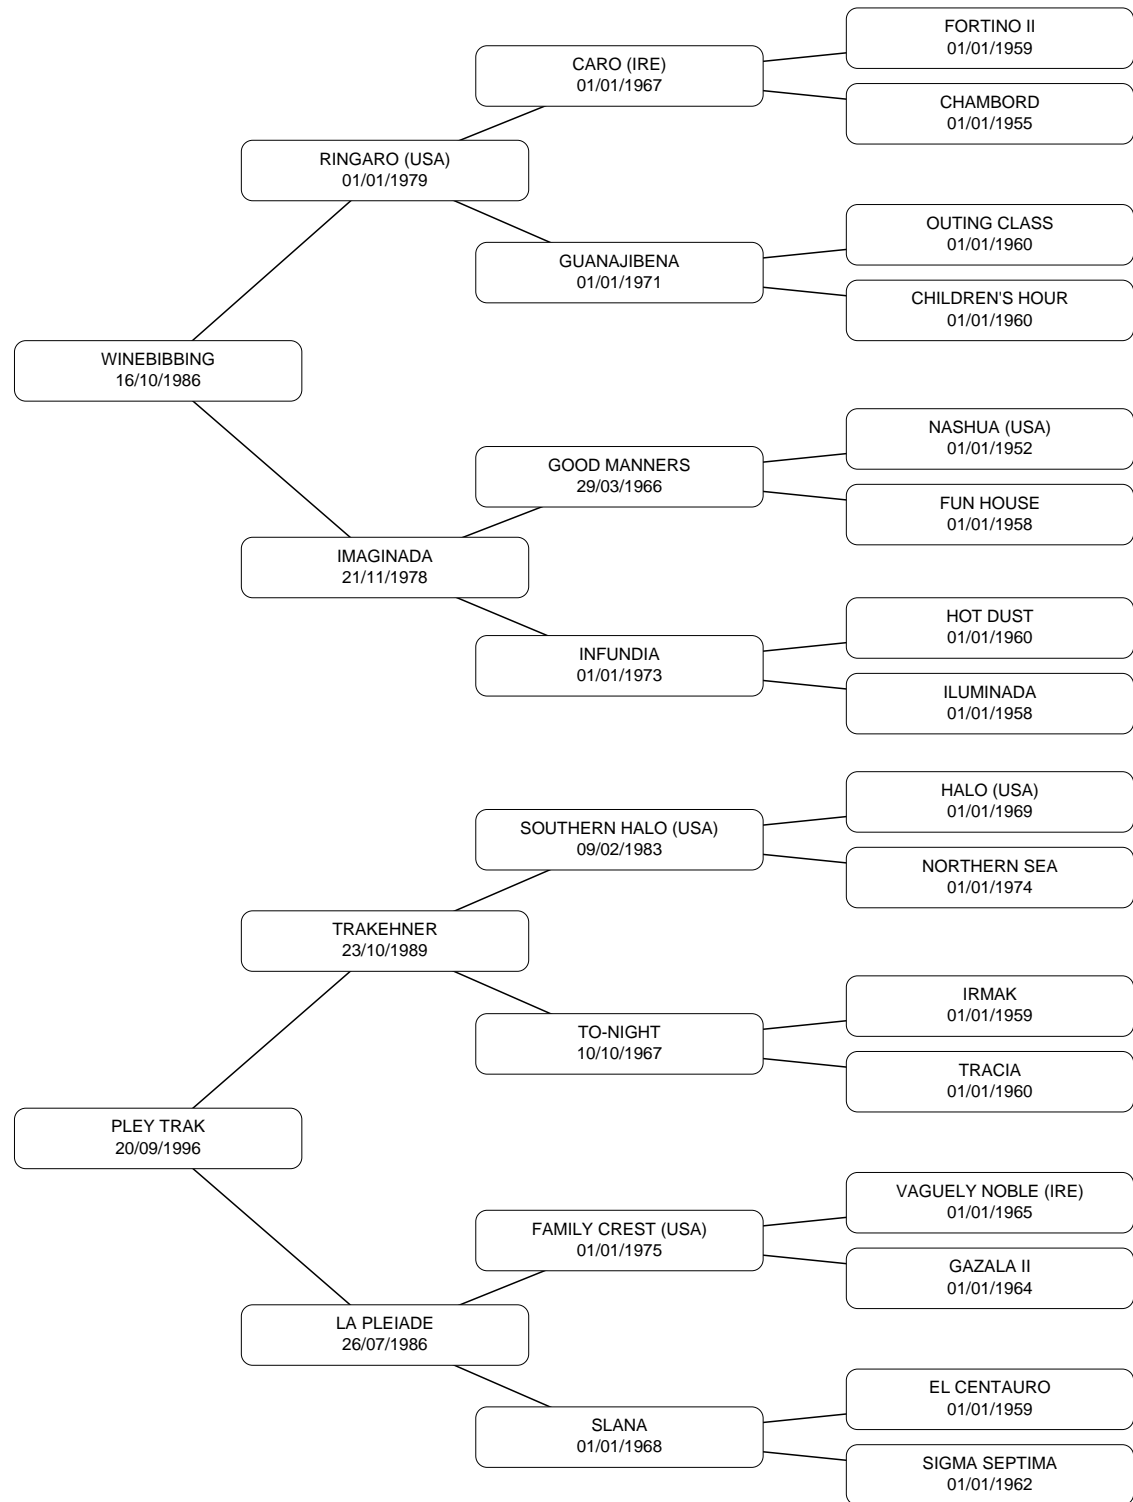 FORTINO II
01/01/1959
CARO (IRE)
01/01/1967
CHAMBORD
01/01/1955
RINGARO (USA)
01/01/1979
OUTING CLASS
01/01/1960
GUANAJIBENA
01/01/1971
CHILDREN'S HOUR
01/01/1960
WINEBIBBING
16/10/1986
NASHUA (USA)
01/01/1952
GOOD MANNERS
29/03/1966
FUN HOUSE
01/01/1958
IMAGINADA
21/11/1978
HOT DUST
01/01/1960
INFUNDIA
01/01/1973
ILUMINADA
01/01/1958
HALO (USA)
01/01/1969
SOUTHERN HALO (USA)
09/02/1983
NORTHERN SEA
01/01/1974
TRAKEHNER
23/10/1989
IRMAK
01/01/1959
TO-NIGHT
10/10/1967
TRACIA
01/01/1960
PLEY TRAK
20/09/1996
VAGUELY NOBLE (IRE)
01/01/1965
FAMILY CREST (USA)
01/01/1975
GAZALA II
01/01/1964
LA PLEIADE
26/07/1986
EL CENTAURO
01/01/1959
SLANA
01/01/1968
SIGMA SEPTIMA
01/01/1962